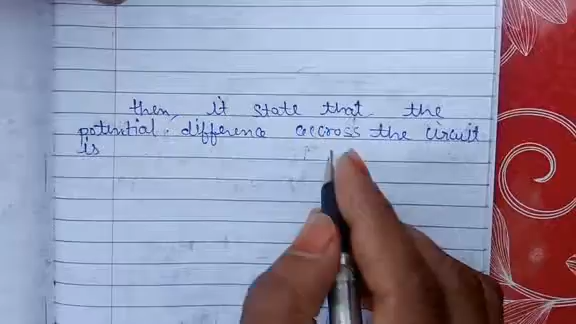 then, it state that the
potential. difference accross the circuit
is